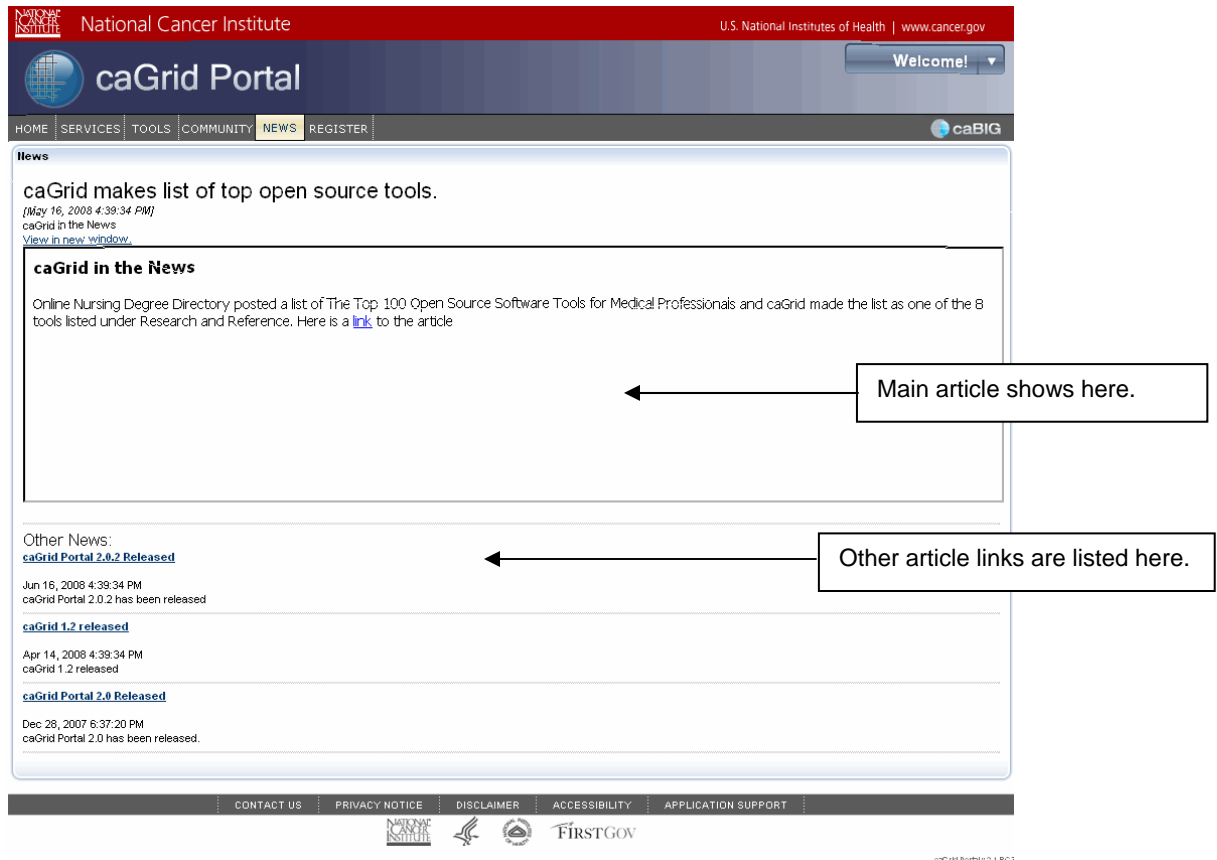 NATIONAL CANCER INSTITUTE
National Cancer Institute
U.S. National Institutes of Health | www.cancer.gov
caGrid Portal
Welcome!
HOME SERVICES TOOLS COMMUNITY NEWS REGISTER
caBIG
News
caGrid makes list of top open source tools.
[May 16, 2008 4:39:34 PM]
caGrid in the News
View in new window.
caGrid in the News
Online Nursing Degree Directory posted a list of The Top 100 Open Source Software Tools for Medical Professionals and caGrid made the list as one of the 8
tools listed under Research and Reference. Here is a link to the article
Main article shows here.
Other News:
caGrid Portal 2.0.2 Released
Other article links are listed here.
Jun 16, 2008 4:39:34 PM
caGrid Portal 2.0.2 has been released
caGrid 1.2 released
Apr 14, 2008 4:39:34 PM
caGrid 1.2 released
caGrid Portal 2.0 Released
Dec 28, 2007 6:37:20 PM
caGrid Portal 2.0 has been released.
CONTACT US PRIVACY NOTICE DISCLAIMER ACCESSIBILITY APPLICATION SUPPORT
NATIONAL CANCER INSTITUTE
FIRSTGOV